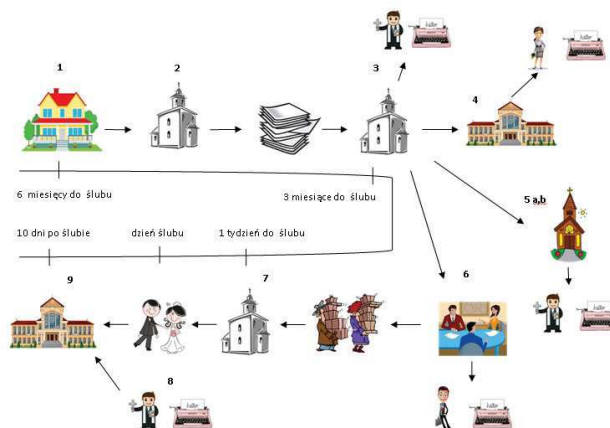 1
2
3
4
6 miesięcy do ślubu
3 miesiące do ślubu
5 a,b
10 dni po ślubie
dzień ślubu
1 tydzień do ślubu
9
7
6
8